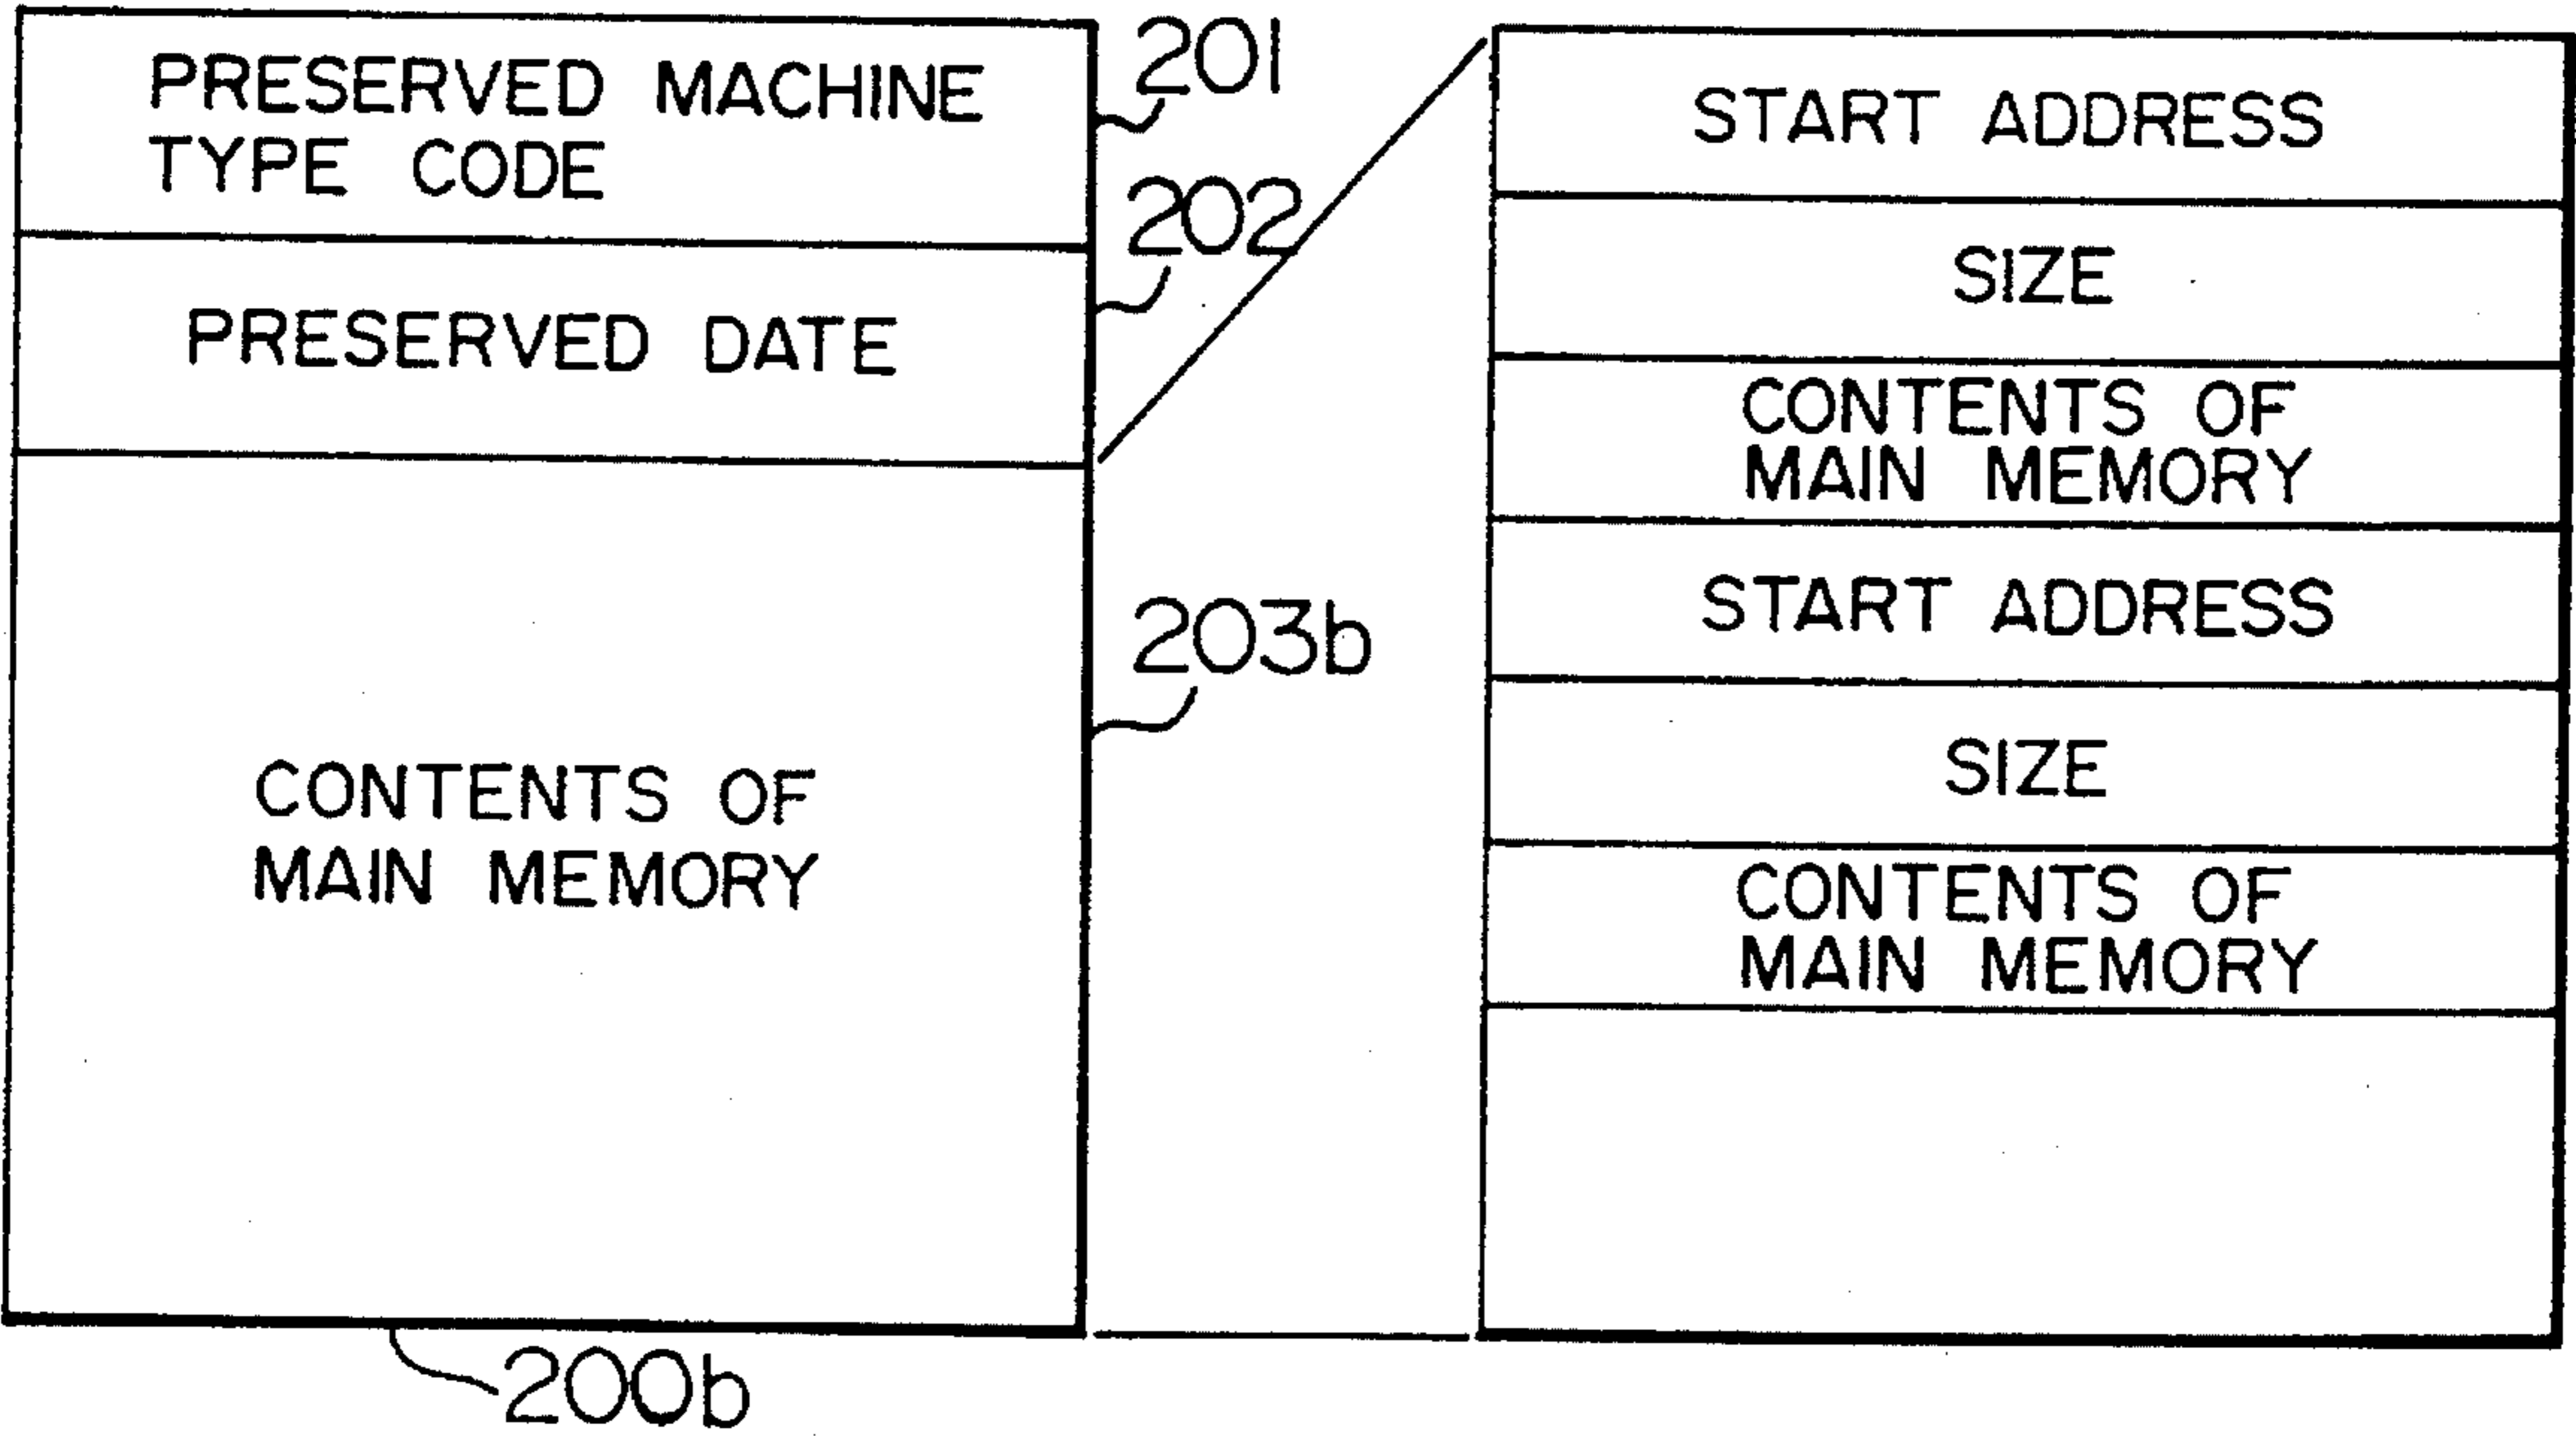 PRESERVED MACHINE
TYPE CODE
201
PRESERVED DATE
202
CONTENTS OF
MAIN MEMORY
203b
200b
START ADDRESS
SIZE
CONTENTS OF
MAIN MEMORY
START ADDRESS
SIZE
CONTENTS OF
MAIN MEMORY